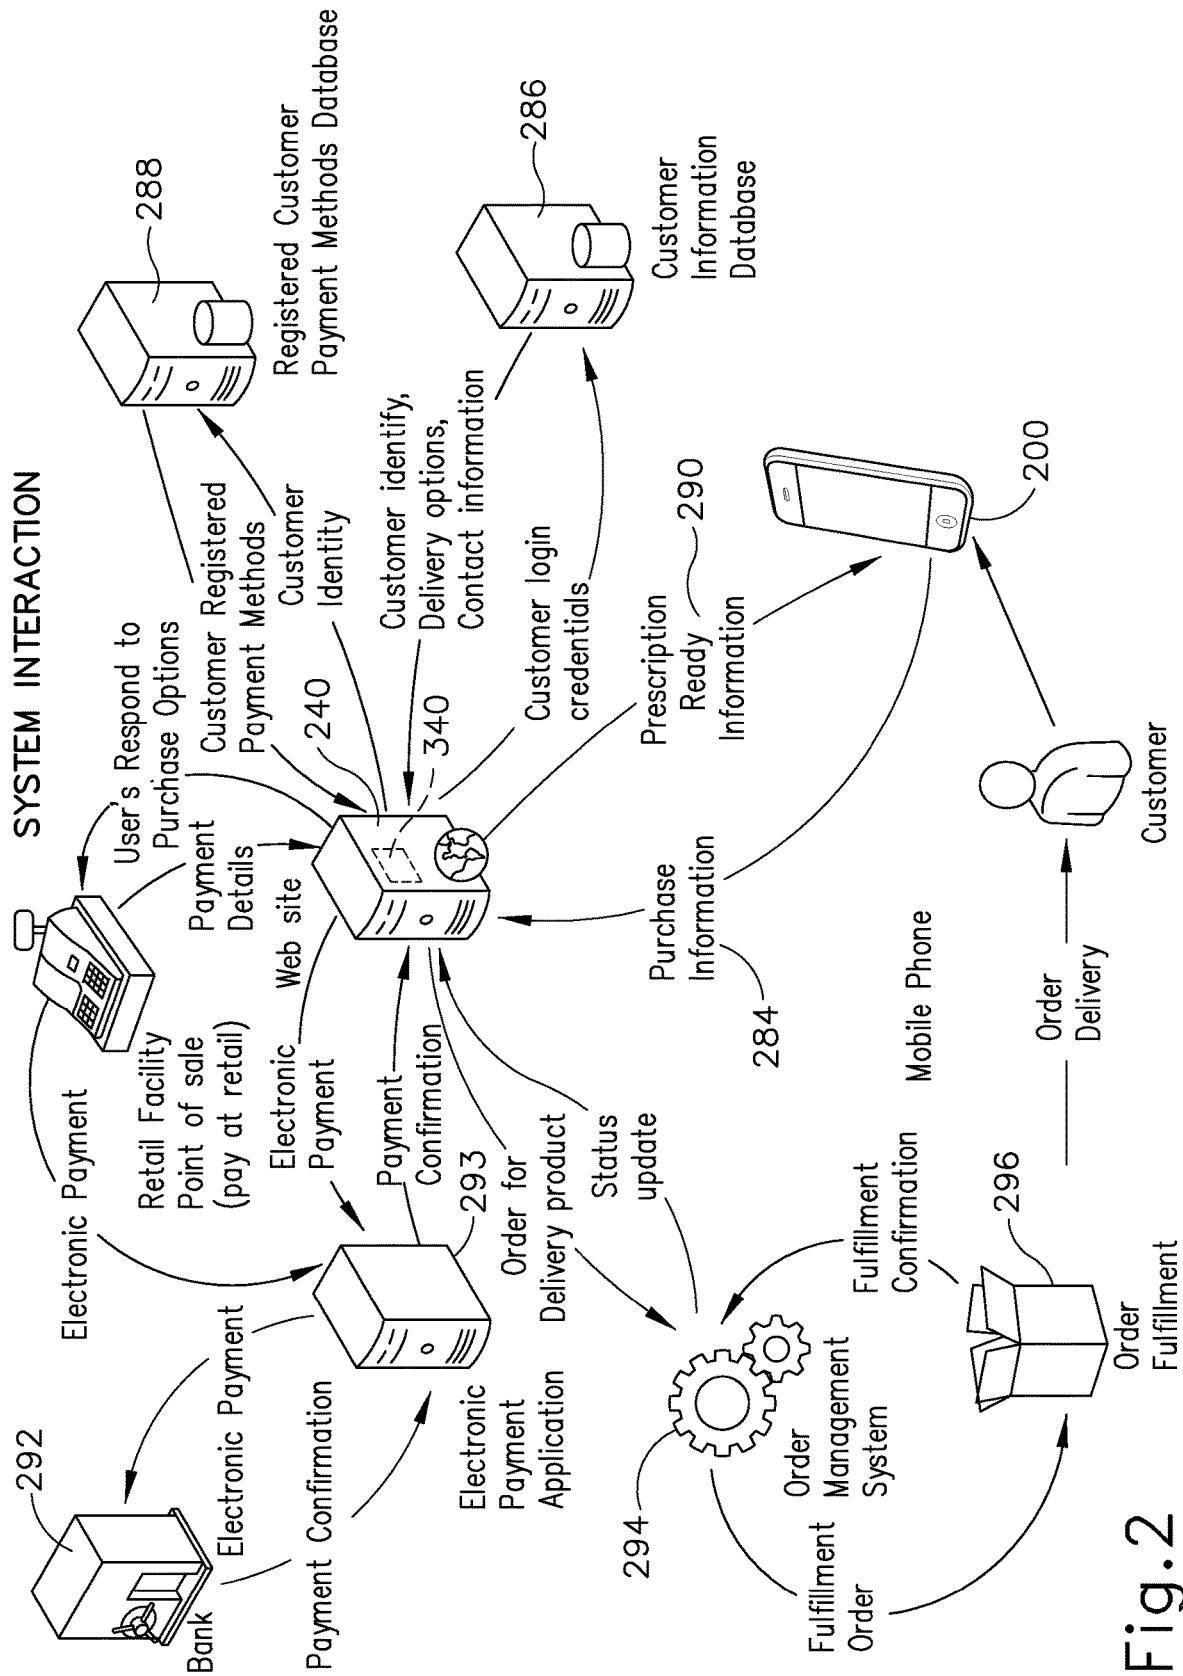 SYSTEM INTERACTION
292
Bank
Electronic Payment
Payment Confirmation
Electronic Payment
Retail Facility
Point of sale
(pay at retail)
User's Respond to
Purchase Options
Payment
Details
Customer Registered
Payment Methods
Customer
Identity
288
Registered Customer
Payment Methods Database
Web site
240
340
Electronic
Payment
Payment
Confirmation
293
Electronic
Payment
Application
Customer identify,
Delivery options,
Contact information
286
Customer
Information
Database
Customer login
credentials
Order for
Delivery product
Status
update
Purchase
Information
284
Prescription
Ready
Information
290
200
294
Order
Management
System
Mobile Phone
Fulfillment
Order
Fulfillment
Confirmation
296
Order
Fulfillment
Order
Delivery
Customer
Fig.2